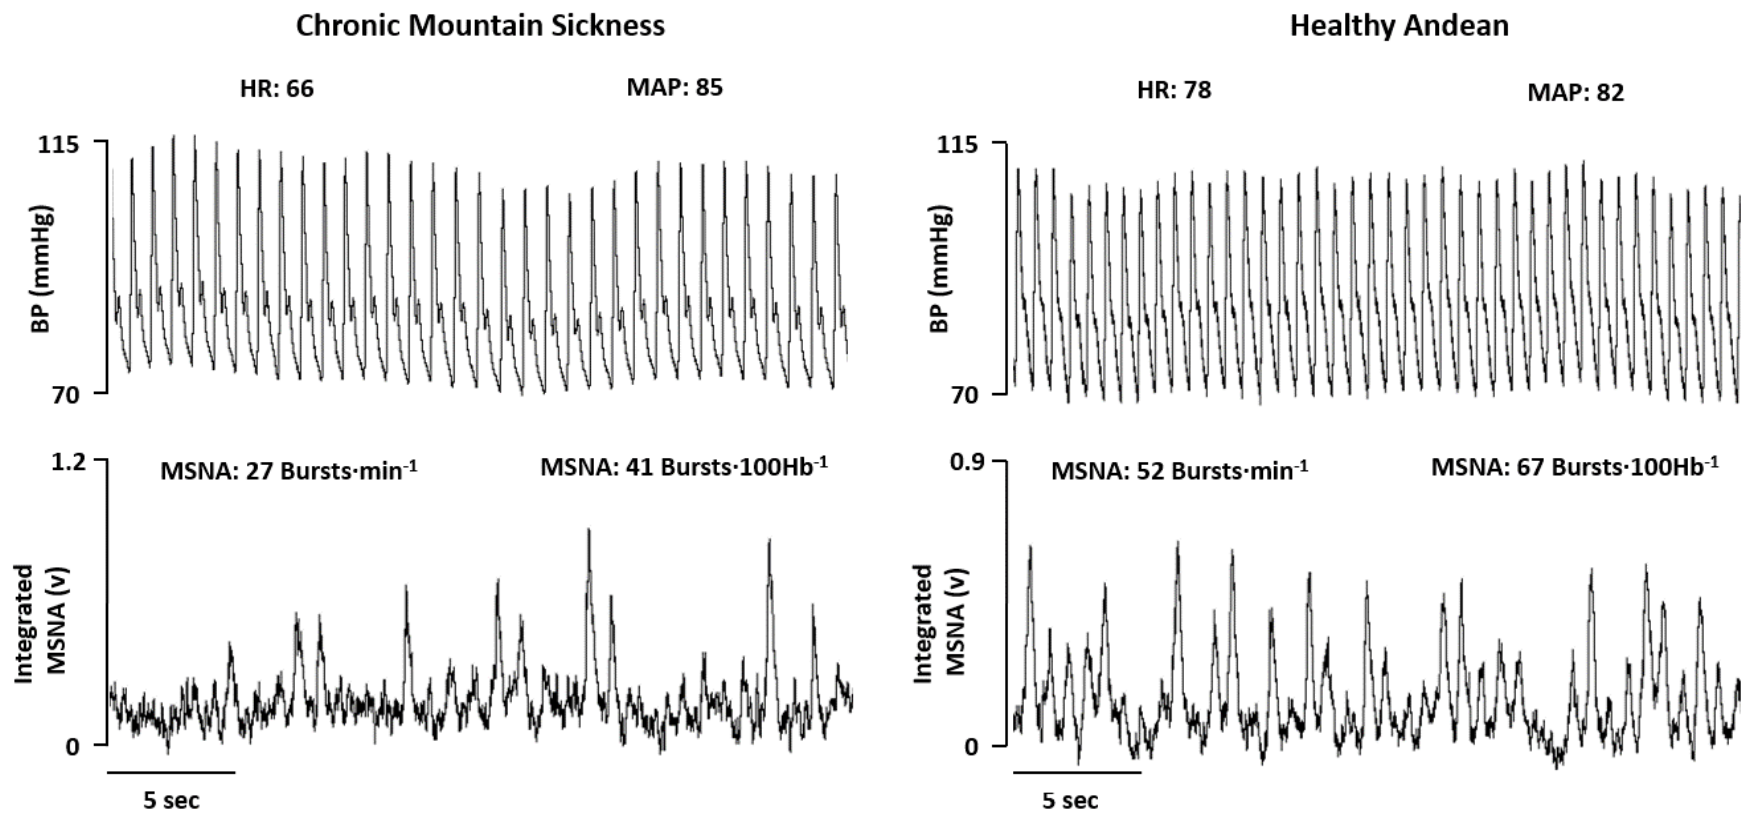 Chronic Mountain Sickness
HR: 66
MAP: 85
115
BP (mmHg)
70
1.2
MSNA: 27 Bursts·min-1
MSNA: 41 Bursts·100Hb-1
Integrated
MSNA (v)
0
5 sec
Healthy Andean
HR: 78
MAP: 82
115
BP (mmHg)
70
0.9
MSNA: 52 Bursts·min-1
MSNA: 67 Bursts·100Hb-1
Integrated
MSNA (v)
0
5 sec